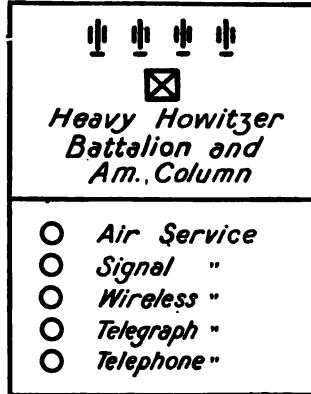 Heavy Howitzer
Battalion and
Am., Column
Air Service
Signal "
Wireless "
Telegraph "
Telephone "